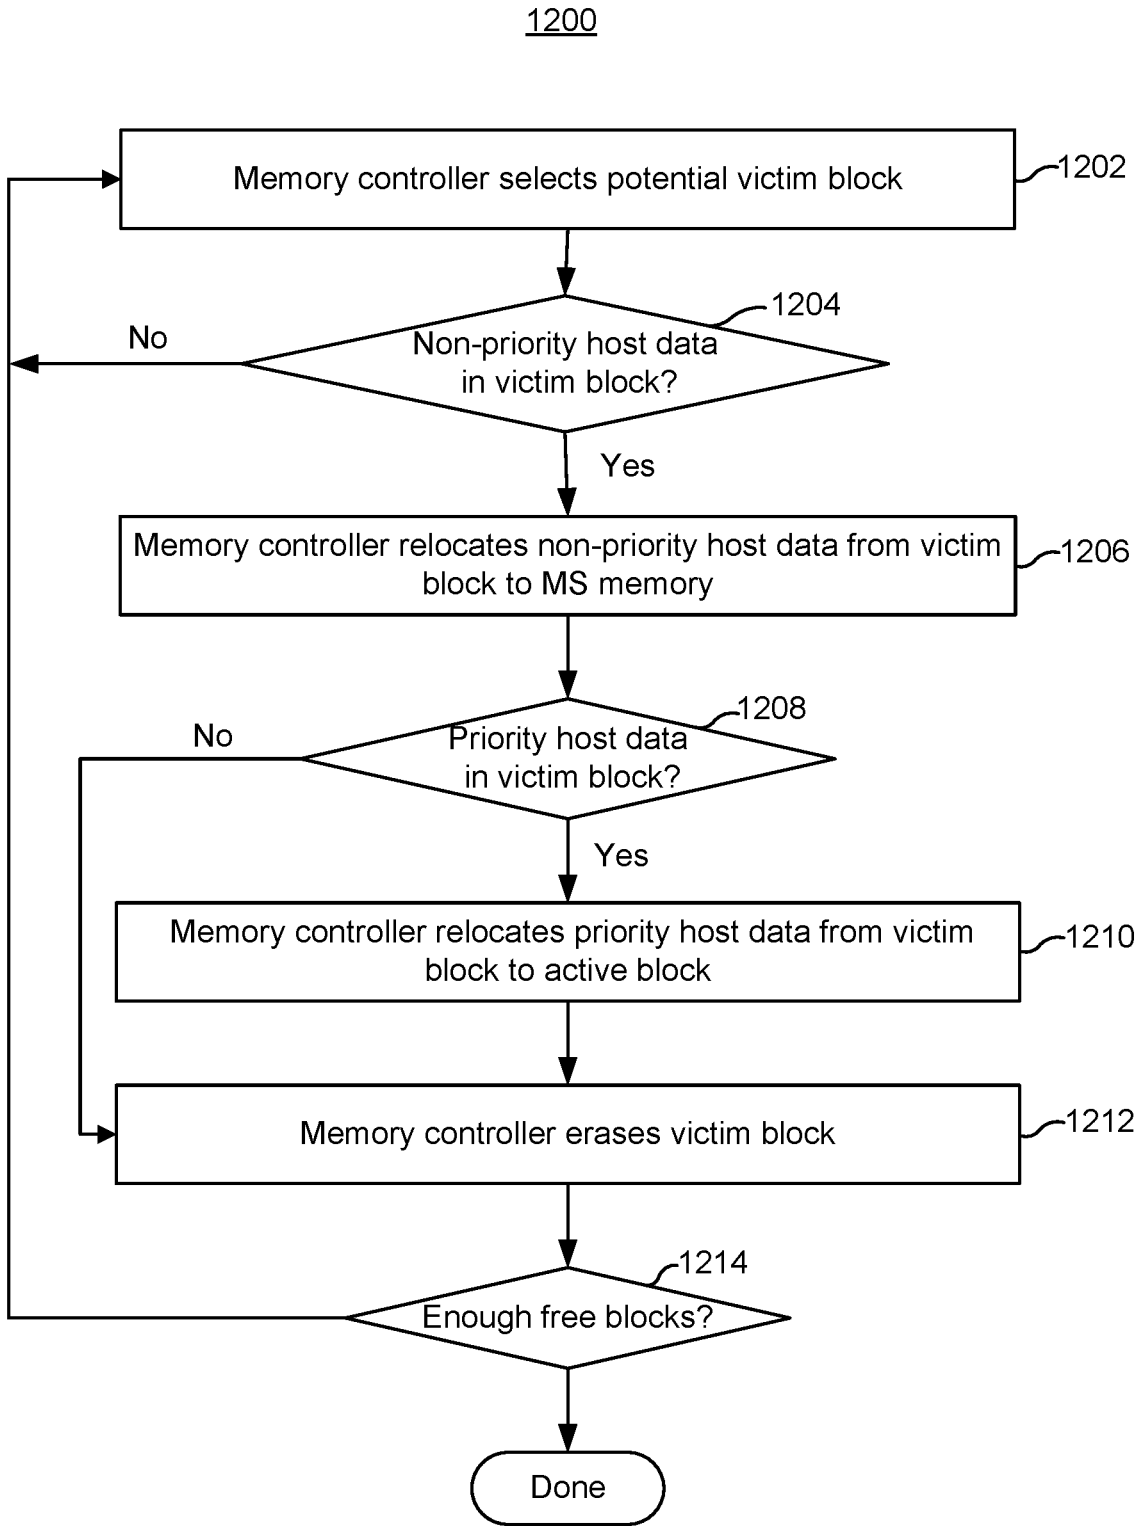 1200
Memory controller selects potential victim block
1202
1204
Non-priority host data
in victim block?
No
Yes
Memory controller relocates non-priority host data from victim
block to MS memory
1206
1208
Priority host data
in victim block?
No
Yes
Memory controller relocates priority host data from victim
block to active block
1210
Memory controller erases victim block
1212
1214
Enough free blocks?
Done